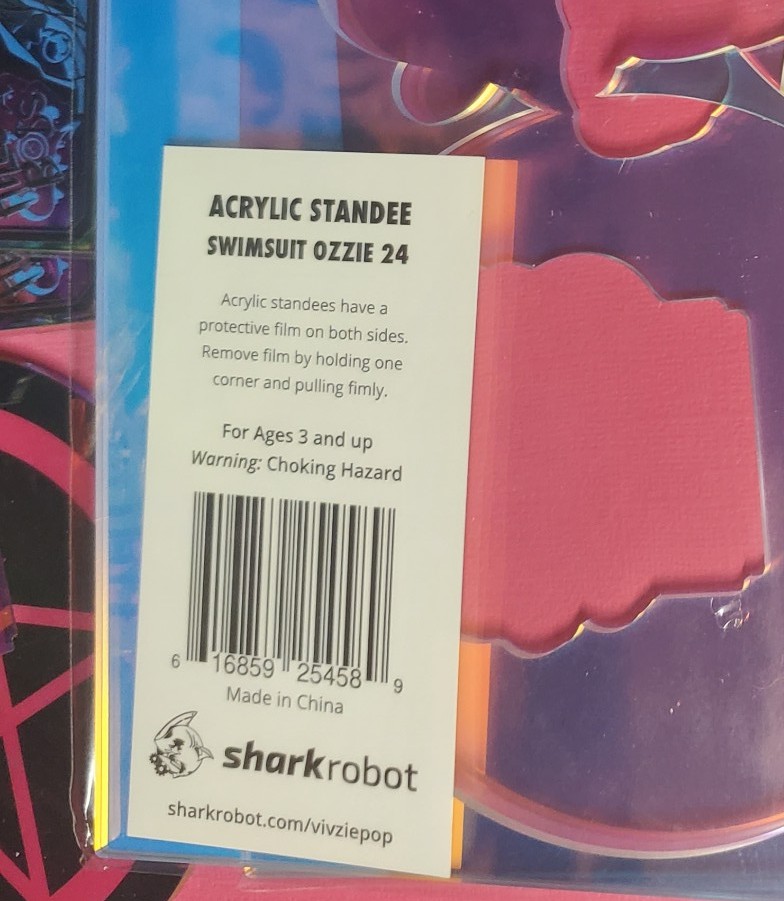 ACRYLIC STANDEE
SWIMSUIT OZZIE 24
Acrylic standees have a
protective film on both sides.
Remove film by holding one
corner and pulling fimly.
For Ages 3 and up
Warning: Choking Hazard
6 16859 25458 9
Made in China
sharkrobot
sharkrobot.com/vivziepop